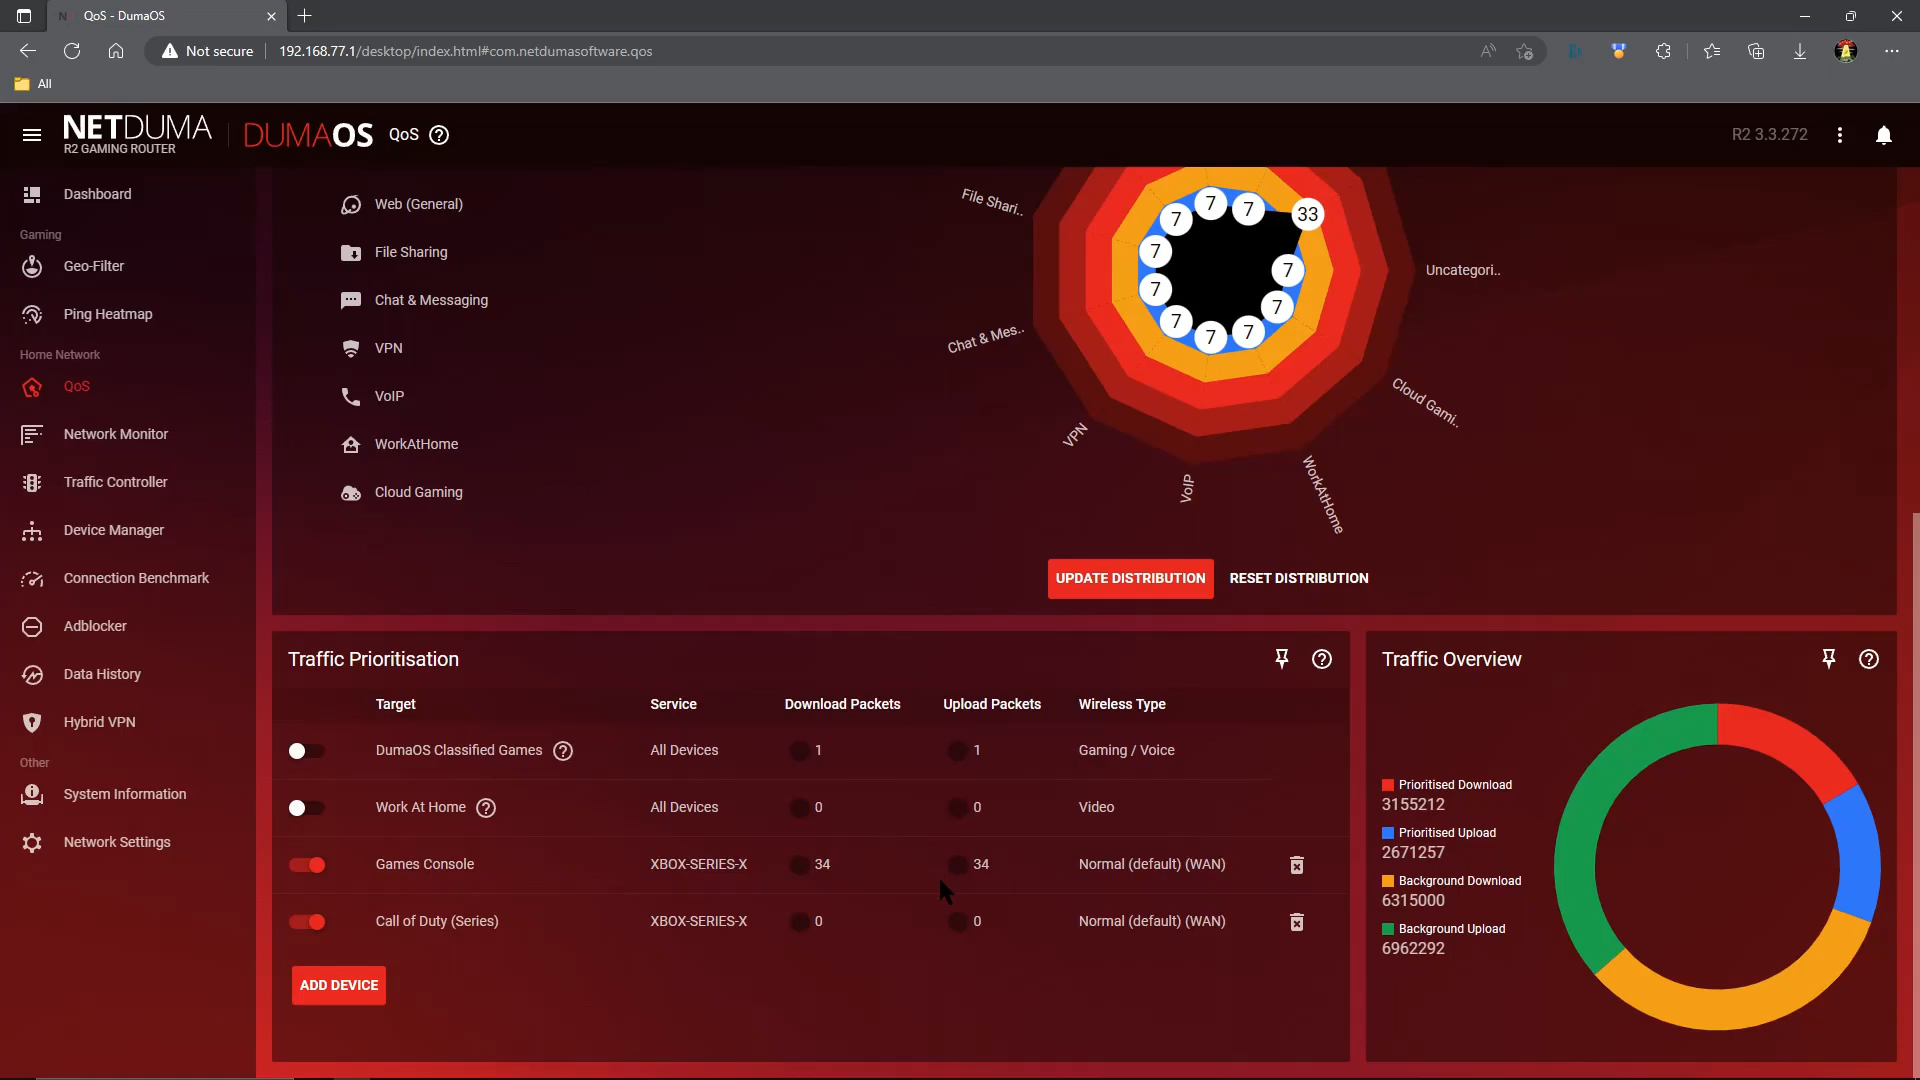 QoS - DumaOS
Not secure
192.168.77.1/desktop/index.html#com.netdumasoftware.qos
All
NETDUMA
R2 GAMING ROUTER
DUMAOS
QoS
R2 3.3.272
Dashboard
Gaming
Geo-Filter
Ping Heatmap
Home Network
QoS
Network Monitor
Traffic Controller
Device Manager
Connection Benchmark
Adblocker
Data History
Hybrid VPN
Other
System Information
Network Settings
Web (General)
File Sharing
Chat & Messaging
VPN
VoIP
WorkAtHome
Cloud Gaming
File Shari..
Chat & Mes..
VPN
VoIP
WorkAtHome
Cloud Gami..
Uncategori..
7
7
7
33
7
7
7
7
7
7
7
7
UPDATE DISTRIBUTION
RESET DISTRIBUTION
Traffic Prioritisation
Target Service Download Packets Upload Packets Wireless Type
DumaOS Classified Games All Devices 1 1 Gaming / Voice
Work At Home All Devices 0 0 Video
Games Console XBOX-SERIES-X 34 34 Normal (default) (WAN)
Call of Duty (Series) XBOX-SERIES-X 0 0 Normal (default) (WAN)
ADD DEVICE
Traffic Overview
Prioritised Download
3155212
Prioritised Upload
2671257
Background Download
6315000
Background Upload
6962292